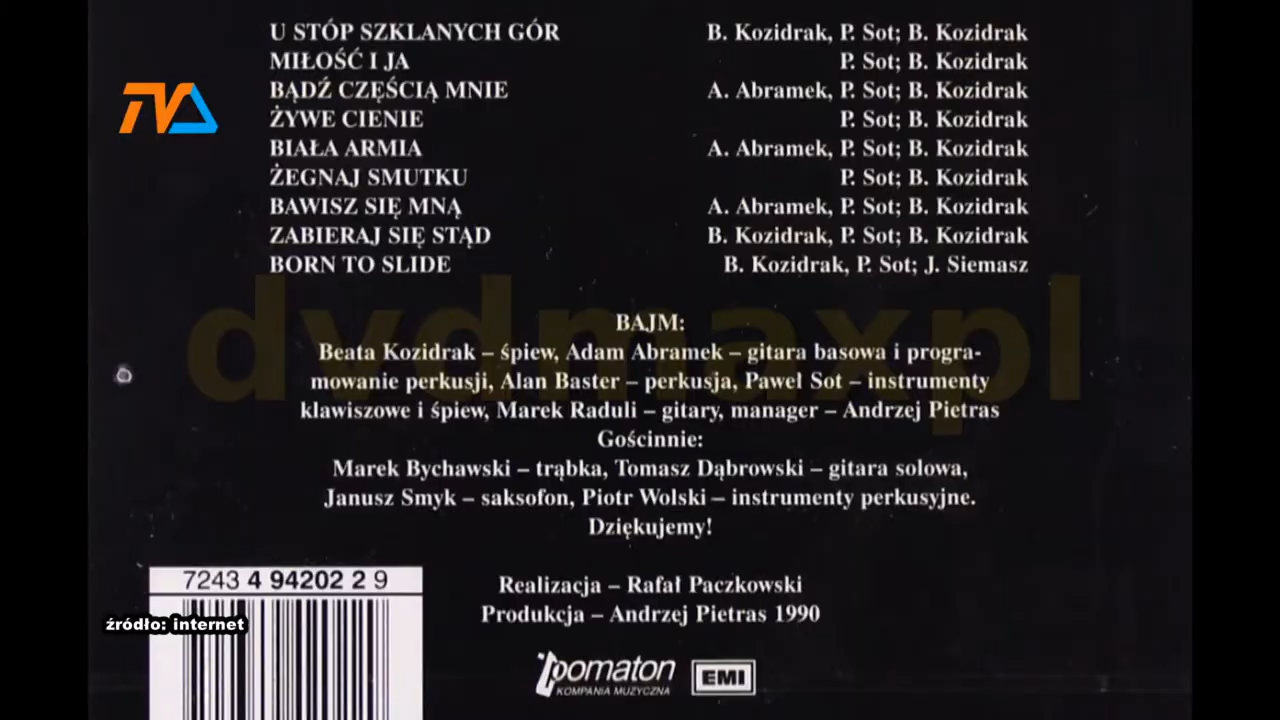 U STÓP SZKLANYCH GÓR B. Kozidrak, P. Sot; B. Kozidrak
MIŁOŚĆ I JA P. Sot; B. Kozidrak
BĄDŹ CZĘŚCIĄ MNIE A. Abramek, P. Sot; B. Kozidrak
ŻYWE CIENIE P. Sot; B. Kozidrak
BIAŁA ARMIA A. Abramek, P. Sot; B. Kozidrak
ŻEGNAJ SMUTKU P. Sot; B. Kozidrak
BAWISZ SIĘ MNĄ A. Abramek, P. Sot; B. Kozidrak
ZABIERAJ SIĘ STĄD B. Kozidrak, P. Sot; B. Kozidrak
BORN TO SLIDE B. Kozidrak, P. Sot; J. Siemasz
TVA
dvdmaxpl
BAJM:
Beata Kozidrak – śpiew, Adam Abramek – gitara basowa i progra-
mowanie perkusji, Alan Baster – perkusja, Paweł Sot – instrumenty
klawiszowe i śpiew, Marek Raduli – gitary, manager – Andrzej Pietras
Gościnnie:
Marek Bychawski – trąbka, Tomasz Dąbrowski – gitara solowa,
Janusz Smyk – saksofon, Piotr Wolski – instrumenty perkusyjne.
Dziękujemy!
7243 4 94202 2 9
Realizacja – Rafał Paczkowski
Produkcja – Andrzej Pietras 1990
źródło: internet
pomaton EMI
KOMPANIA MUZYCZNA